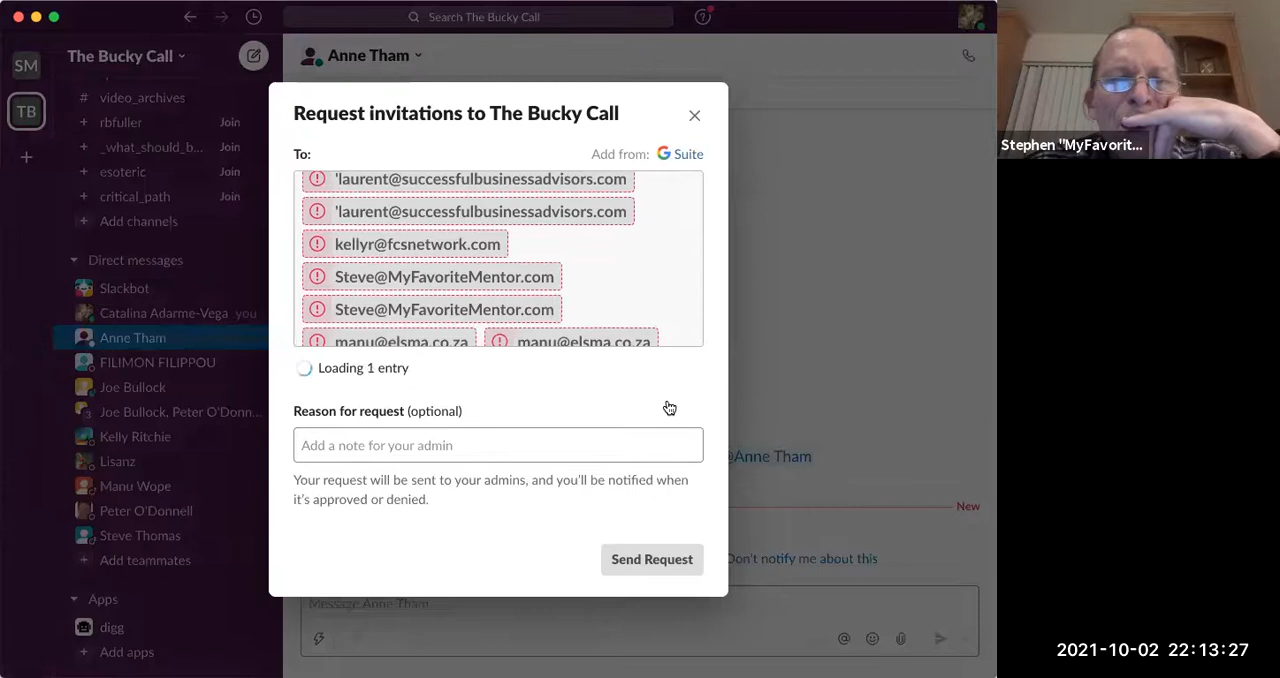 Search The Bucky Call
SM
TB
The Bucky Call
# video_archives
rbfuller Join
_what_should_b... Join
esoteric Join
critical_path Join
+ Add channels
Direct messages
Slackbot
Catalina Adarme-Vega you
Anne Tham
FILIMON FILIPPOU
Joe Bullock
3 Joe Bullock, Peter O'Donn...
Kelly Ritchie
Lisanz
Manu Wope
Peter O'Donnell
Steve Thomas
+ Add teammates
Apps
digg
+ Add apps
Anne Tham
Request invitations to The Bucky Call
To: Add from: G Suite
'laurent@successfulbusinessadvisors.com
'laurent@successfulbusinessadvisors.com
kellyr@fcsnetwork.com
Steve@MyFavoriteMentor.com
Steve@MyFavoriteMentor.com
manu@elsma.co.za manu@elsma.co.za
Loading 1 entry
Reason for request (optional)
Add a note for your admin
Your request will be sent to your admins, and you'll be notified when
it's approved or denied.
Send Request
@Anne Tham
New
Don't notify me about this
Message Anne Tham
Stephen "MyFavorit...
2021-10-02 22:13:27